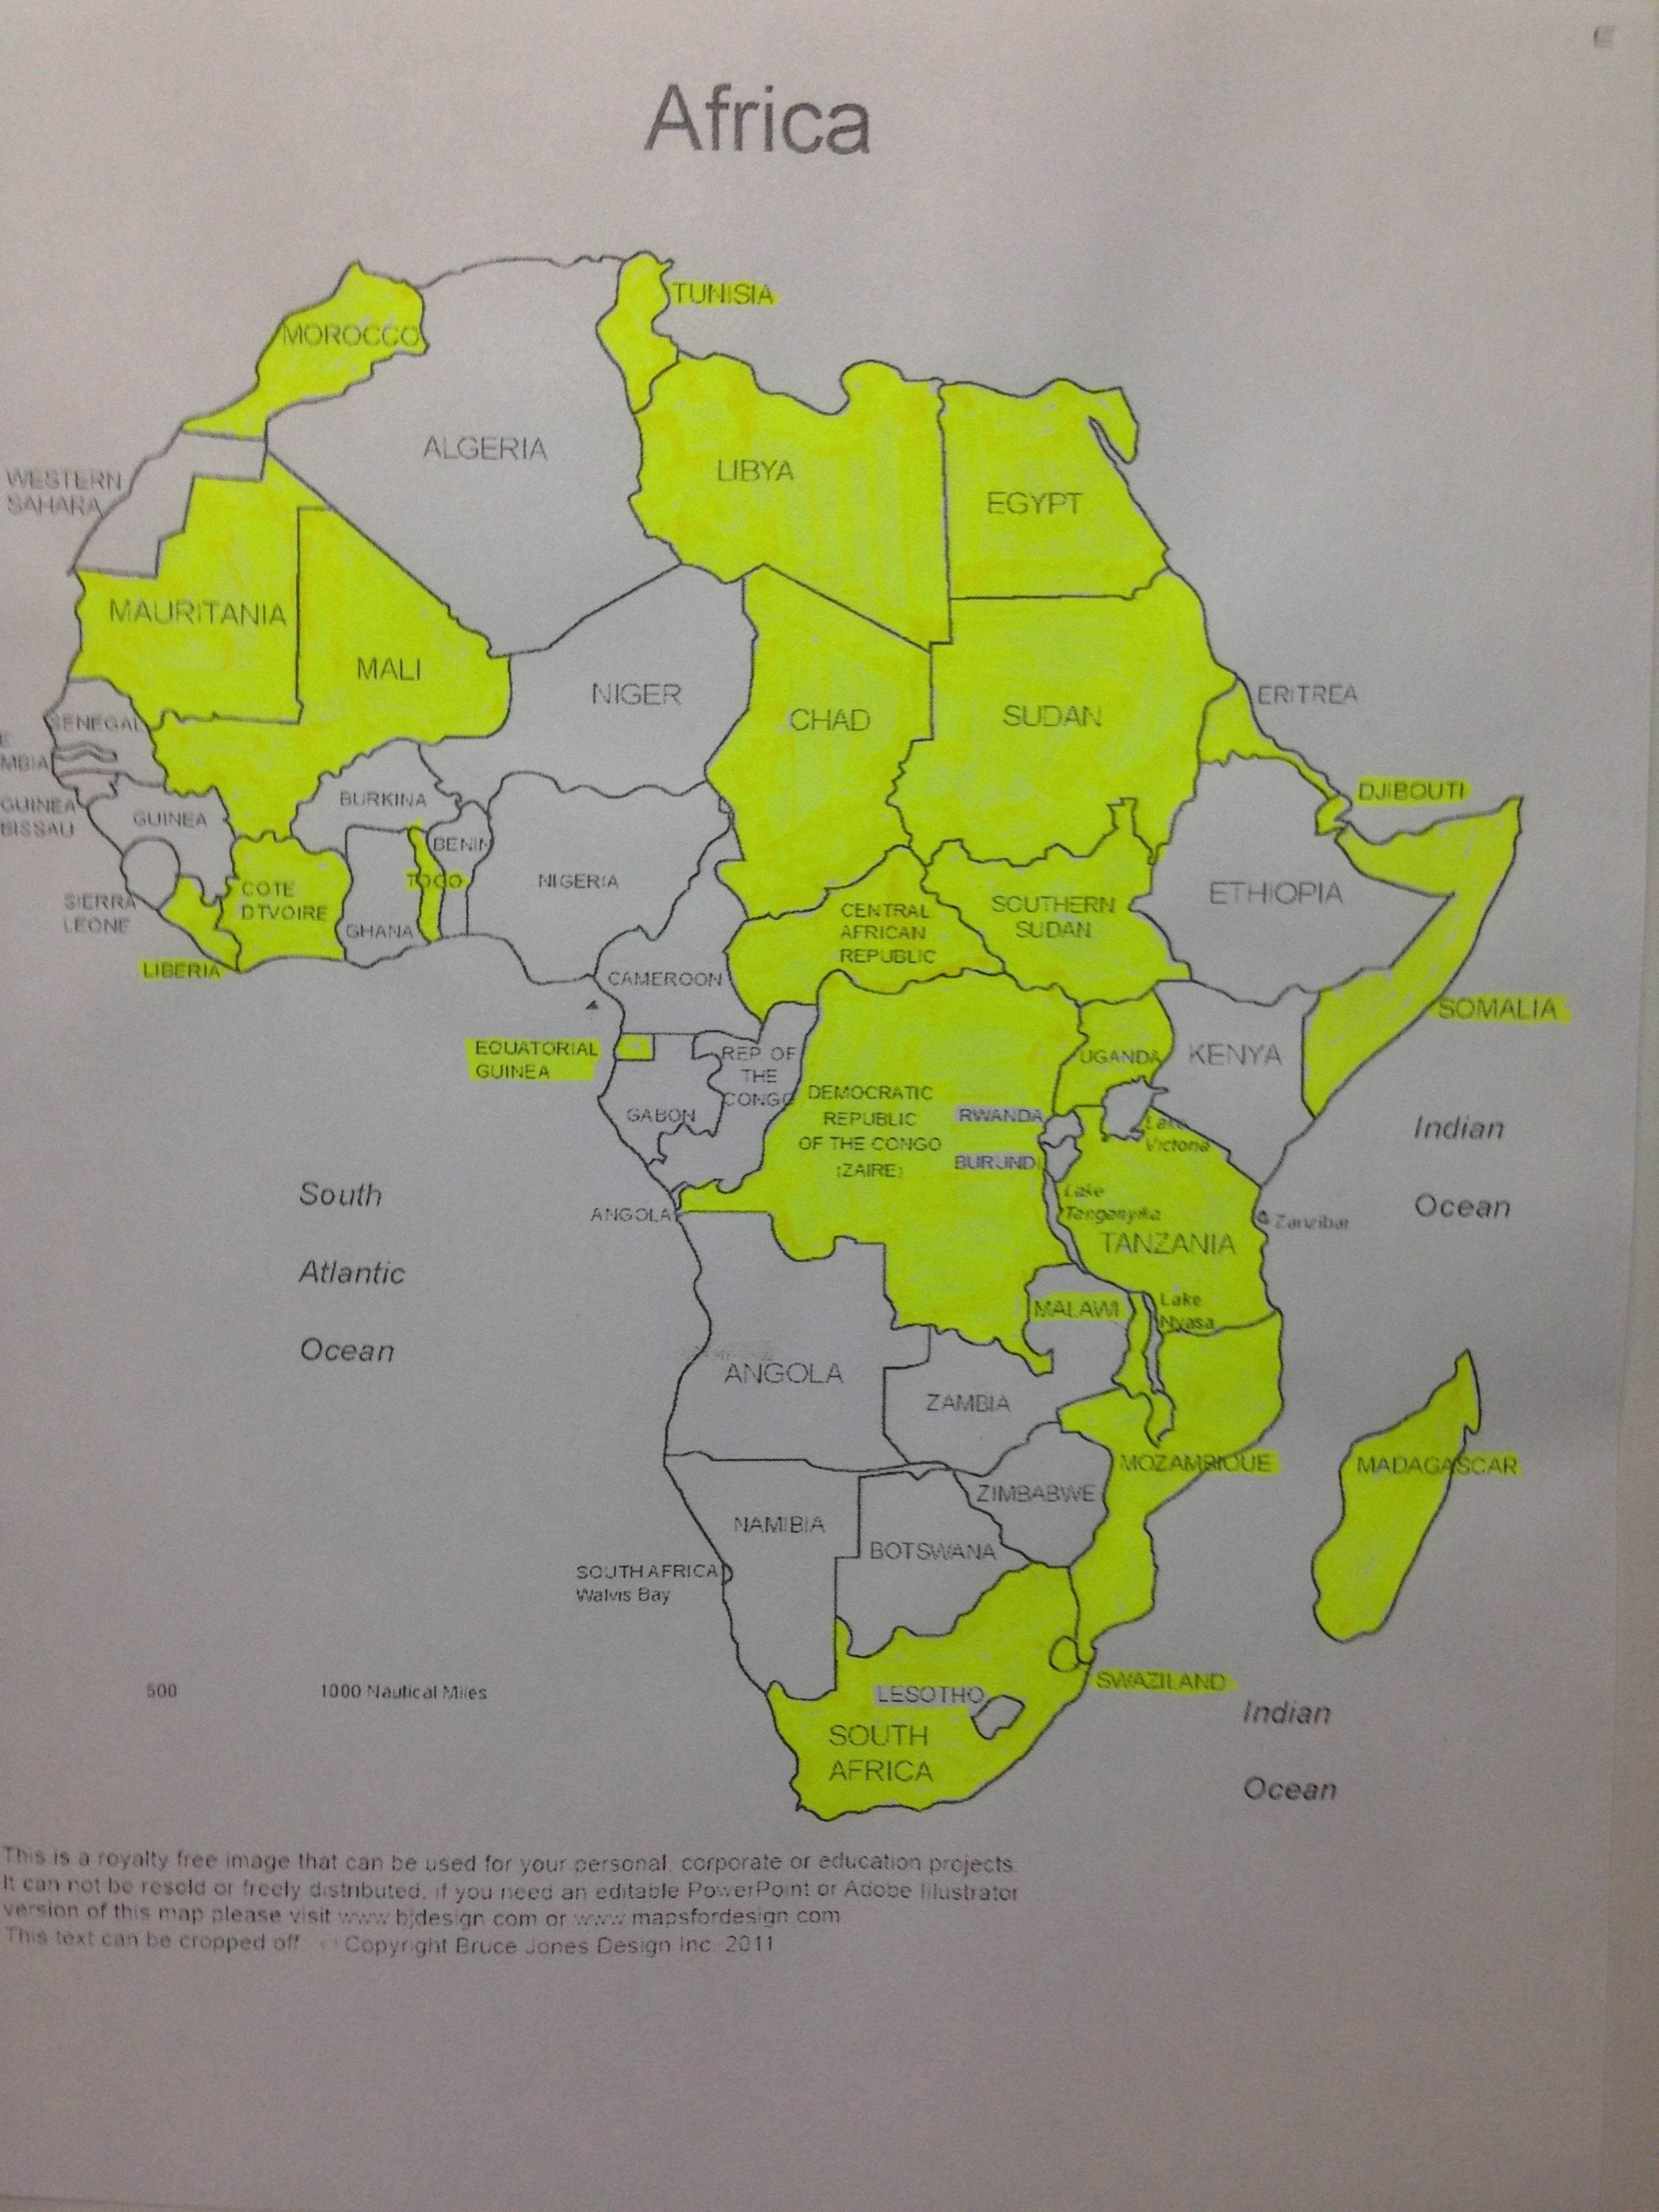 Africa
TUNISIA
MOROCCO
ALGERIA
LIBYA
EGYPT
WESTERN
SAHARA
MAURITANIA
MALI
NIGER
CHAD
SUDAN
ERITREA
SENEGAL
E
MBIA
GUINEA
BISSAU
GUINEA
BURKINA
BENIN
DJIBOUTI
TOGO
NIGERIA
COTE
DTVOIRE
GHANA
SIERRA
LEONE
LIBERIA
ETHIOPIA
SOUTHERN
SUDAN
CENTRAL
AFRICAN
REPUBLIC
CAMEROON
SOMALIA
EQUATORIAL
GUINEA
REP OF
THE
CONGO
GABON
UGANDA
KENYA
DEMOCRATIC
REPUBLIC
OF THE CONGO
(ZAIRE)
RWANDA
BURUNDI
Lake
Victoria
Indian
Ocean
South
Atlantic
Ocean
ANGOLA
Lake
Tanganyika
TANZANIA
Zanzibar
MALAWI
Lake
Nyasa
ANGOLA
ZAMBIA
MOZAMBIQUE
MADAGASCAR
ZIMBABWE
NAMIBIA
BOTSWANA
SOUTH AFRICA
Walvis Bay
SWAZILAND
LESOTHO
SOUTH
AFRICA
500 1000 Nautical Miles
Indian
Ocean
This is a royalty free image that can be used for your personal, corporate or education projects.
It can not be resold or freely distributed, if you need an editable PowerPoint or Adobe Illustrator
version of this map please visit www.bjdesign.com or www.mapsfordesign.com
This text can be cropped off. Copyright Bruce Jones Design Inc. 2011